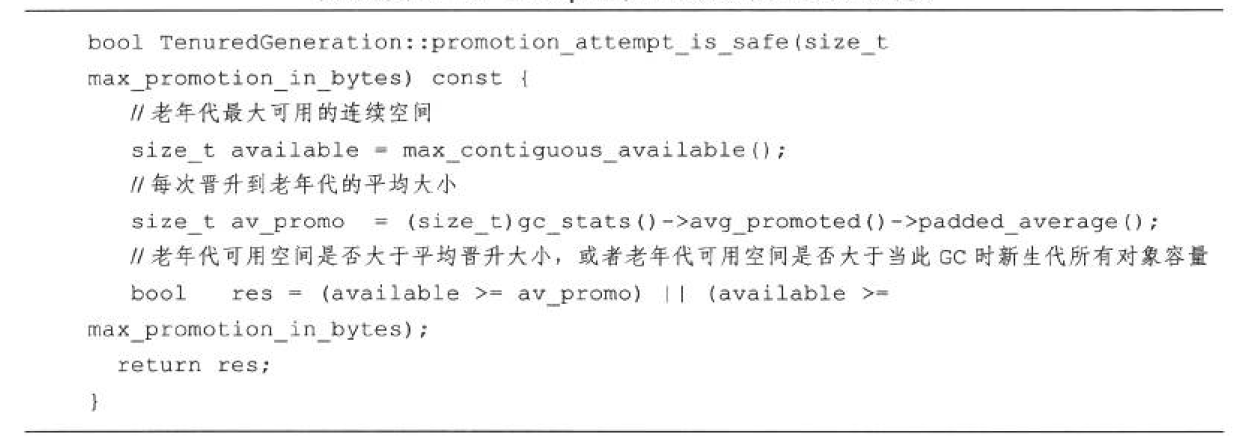 bool TenuredGeneration::promotion_attempt_is_safe(size_t
max_promotion_in_bytes) const {
//老年代最大可用的连续空间
size_t available = max_contiguous_available();
//每次晋升到老年代的平均大小
size_t av_promo = (size_t)gc_stats()->avg_promoted()->padded_average();
//老年代可用空间是否大于平均晋升大小，或者老年代可用空间是否大于当此 GC 时新生代所有对象容量
bool res = (available >= av_promo) || (available >=
max_promotion_in_bytes);
return res;
}